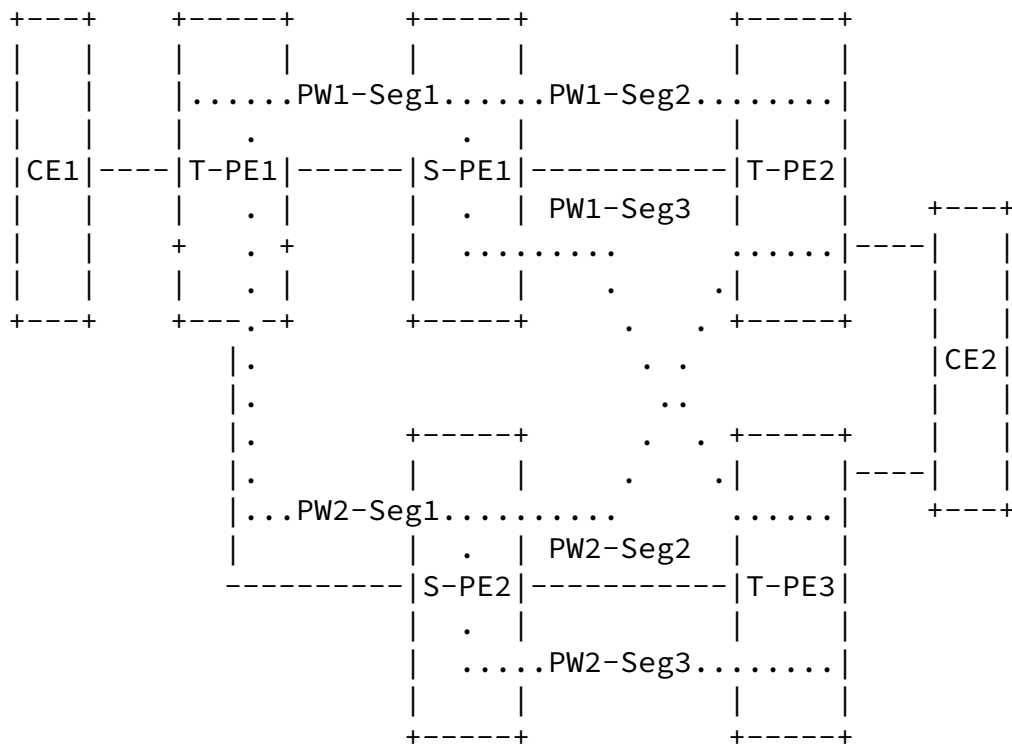 PW1-Seg1 PW1-Seg2
CE1 T-PE1 S-PE1 T-PE2
PW1-Seg3
CE2
PW2-Seg1
PW2-Seg2
S-PE2 T-PE3
PW2-Seg3